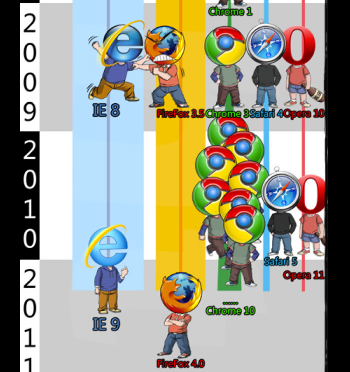 Chrome 1
2009
IE 8
FireFox 3.5
Chrome 3
Safari 4
Opera 10
2010
Safari 5
Opera 11
2011
IE 9
......
Chrome 10
FireFox 4.0